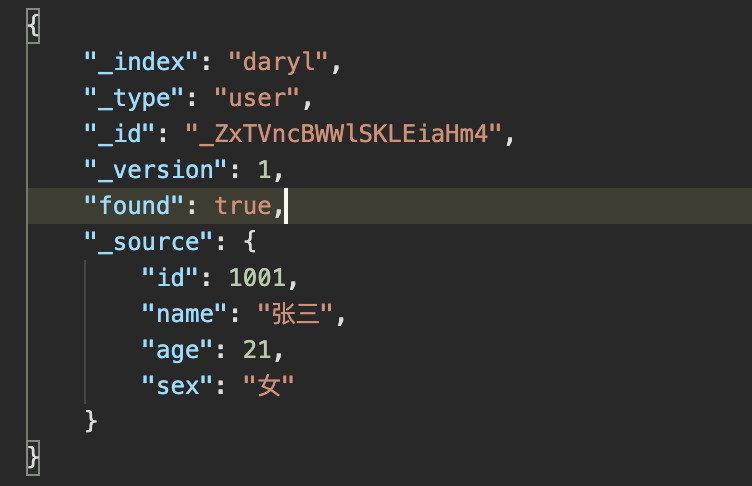 {
    "_index": "daryl",
    "_type": "user",
    "_id": "_ZxTVncBWWlSKLEiaHm4",
    "_version": 1,
    "found": true,
    "_source": {
        "id": 1001,
        "name": "张三",
        "age": 21,
        "sex": "女"
    }
}